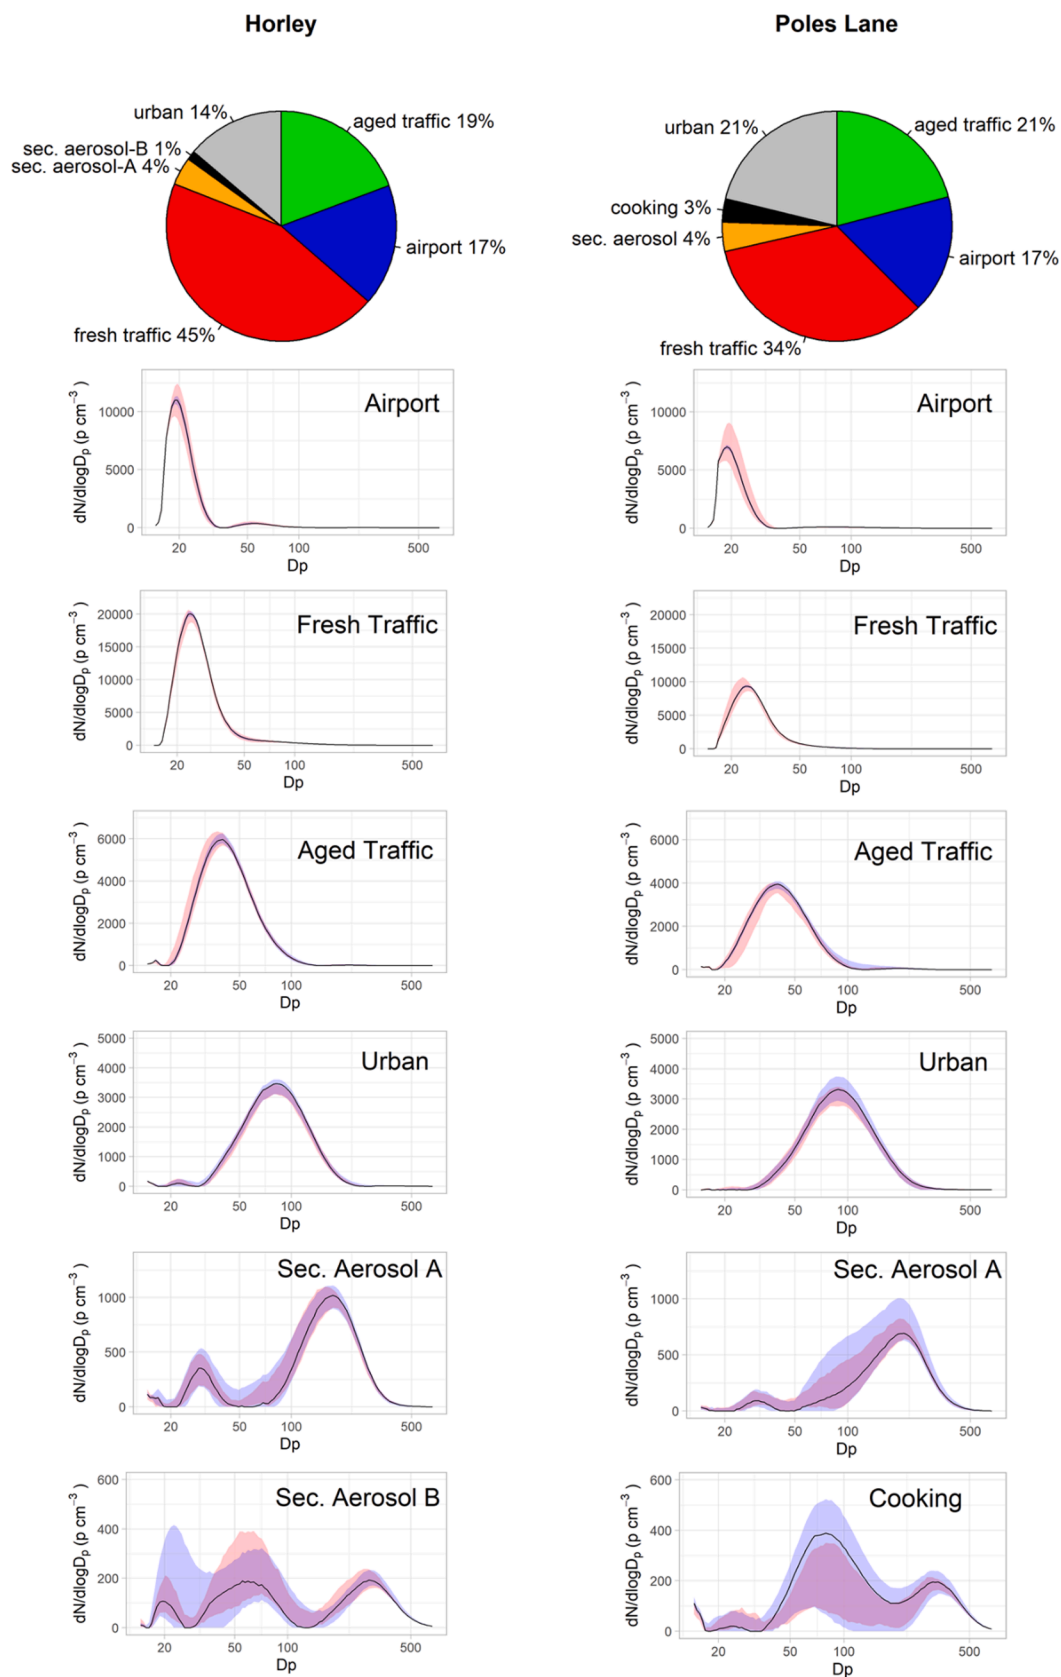 Horley
Poles Lane
urban 14%
aged traffic 19%
sec. aerosol-B 1%
sec. aerosol-A 4%
airport 17%
fresh traffic 45%
urban 21%
aged traffic 21%
cooking 3%
sec. aerosol 4%
airport 17%
fresh traffic 34%
Airport
dN/dlogDp (p cm−3 )
10000
5000
0
20 50 100 500
Dp
Airport
dN/dlogDp (p cm−3 )
10000
5000
0
20 50 100 500
Dp
Fresh Traffic
dN/dlogDp (p cm−3 )
20000
15000
10000
5000
0
20 50 100 500
Dp
Fresh Traffic
dN/dlogDp (p cm−3 )
20000
15000
10000
5000
0
20 50 100 500
Dp
Aged Traffic
dN/dlogDp (p cm−3 )
6000
4000
2000
0
20 50 100 500
Dp
Aged Traffic
dN/dlogDp (p cm−3 )
6000
4000
2000
0
20 50 100 500
Dp
Urban
dN/dlogDp (p cm−3 )
5000
4000
3000
2000
1000
0
20 50 100 500
Dp
Urban
dN/dlogDp (p cm−3 )
5000
4000
3000
2000
1000
0
20 50 100 500
Dp
Sec. Aerosol A
dN/dlogDp (p cm−3 )
1000
500
0
20 50 100 500
Dp
Sec. Aerosol A
dN/dlogDp (p cm−3 )
1000
500
0
20 50 100 500
Dp
Sec. Aerosol B
dN/dlogDp (p cm−3 )
600
400
200
0
20 50 100 500
Dp
Cooking
dN/dlogDp (p cm−3 )
600
400
200
0
20 50 100 500
Dp